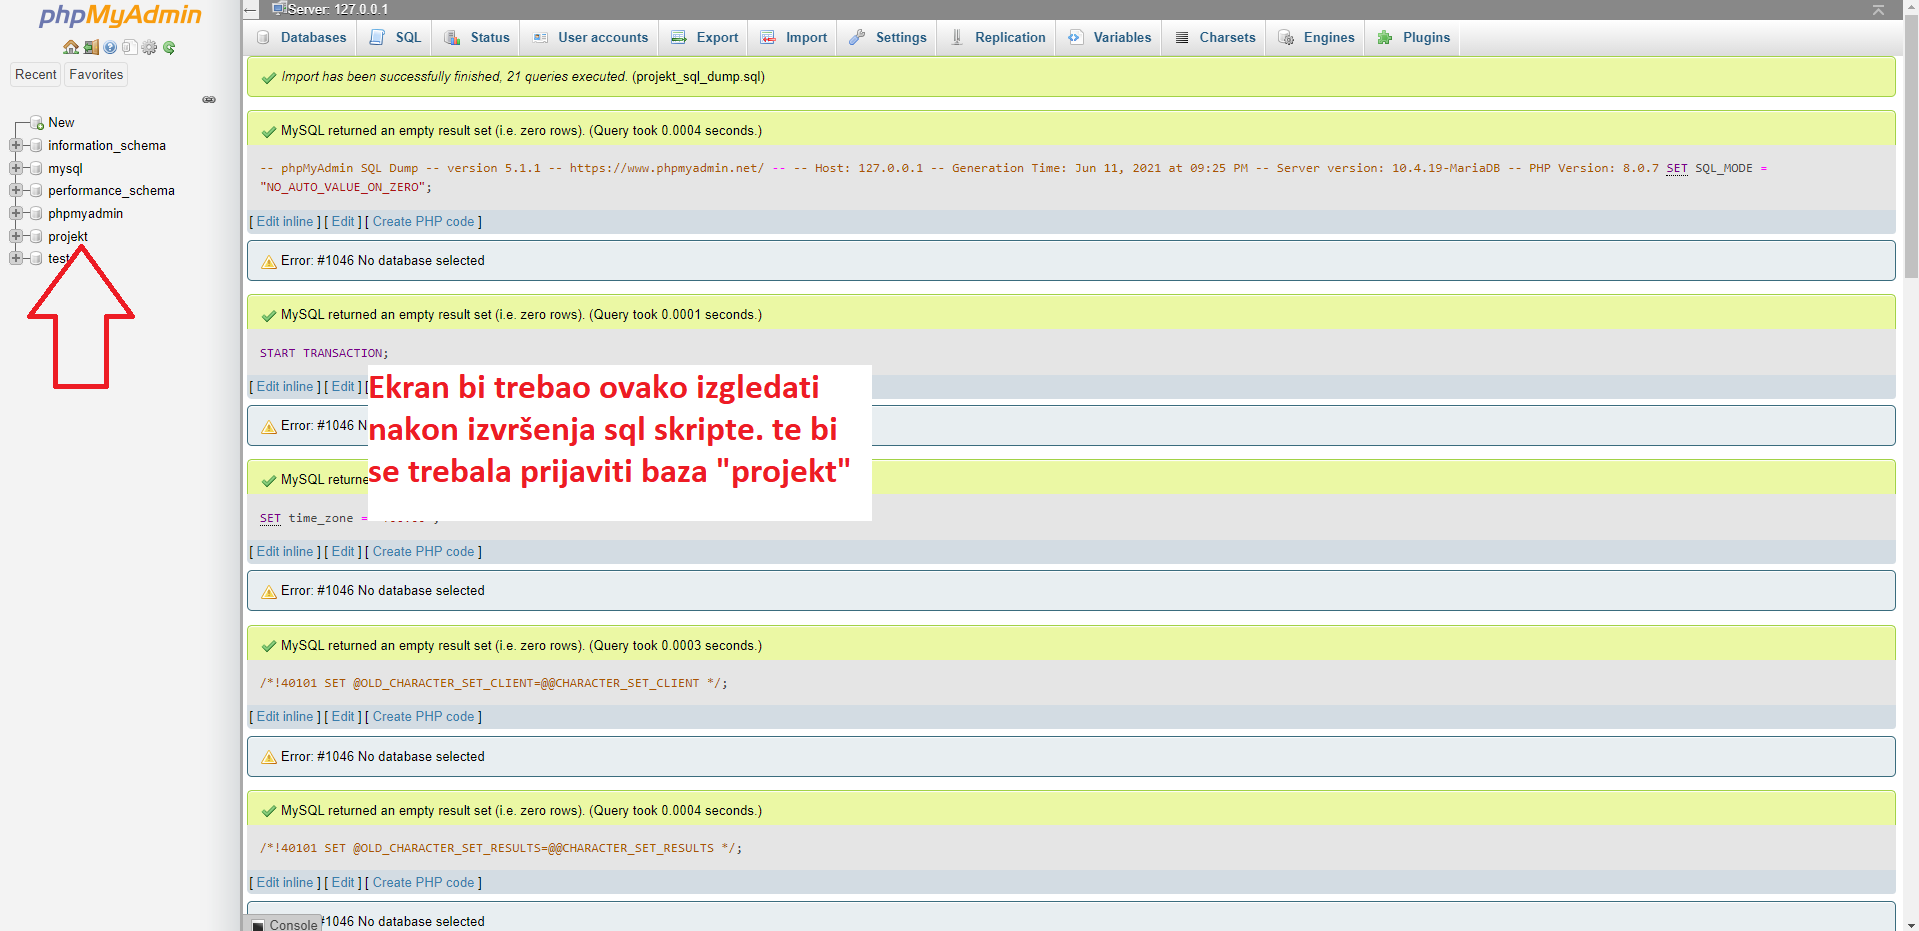 phpMyAdmin
Recent
Favorites
New
information_schema
mysql
performance_schema
phpmyadmin
projekt
test
Server: 127.0.0.1
Databases
SQL
Status
User accounts
Export
Import
Settings
Replication
Variables
Charsets
Engines
Plugins
Import has been successfully finished, 21 queries executed. (projekt_sql_dump.sql)
MySQL returned an empty result set (i.e. zero rows). (Query took 0.0004 seconds.)
-- phpMyAdmin SQL Dump -- version 5.1.1 -- https://www.phpmyadmin.net/ -- -- Host: 127.0.0.1 -- Generation Time: Jun 11, 2021 at 09:25 PM -- Server version: 10.4.19-MariaDB -- PHP Version: 8.0.7 SET SQL_MODE =
"NO_AUTO_VALUE_ON_ZERO";
[ Edit inline ] [ Edit ] [ Create PHP code ]
Error: #1046 No database selected
MySQL returned an empty result set (i.e. zero rows). (Query took 0.0001 seconds.)
START TRANSACTION;
[ Edit inline ] [ Edit ] [
Error: #1046 N
Ekran bi trebao ovako izgledati
nakon izvršenja sql skripte. te bi
se trebala prijaviti baza "projekt"
MySQL returne
SET time_zone =
[ Edit inline ] [ Edit ] [ Create PHP code ]
Error: #1046 No database selected
MySQL returned an empty result set (i.e. zero rows). (Query took 0.0003 seconds.)
/*!40101 SET @OLD_CHARACTER_SET_CLIENT=@@CHARACTER_SET_CLIENT */;
[ Edit inline ] [ Edit ] [ Create PHP code ]
Error: #1046 No database selected
MySQL returned an empty result set (i.e. zero rows). (Query took 0.0004 seconds.)
/*!40101 SET @OLD_CHARACTER_SET_RESULTS=@@CHARACTER_SET_RESULTS */;
[ Edit inline ] [ Edit ] [ Create PHP code ]
#1046 No database selected
Console